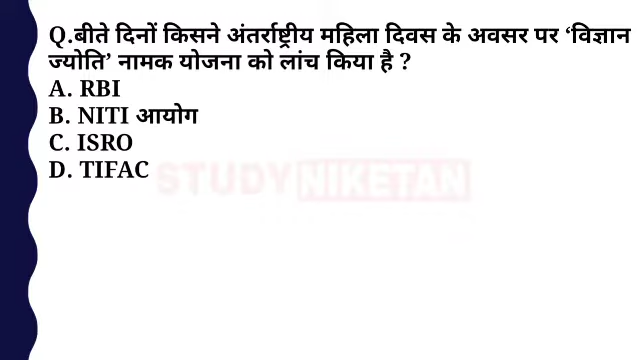 Q.बीते दिनों किसने अंतर्राष्ट्रीय महिला दिवस के अवसर पर ‘विज्ञान
ज्योति’ नामक योजना को लांच किया है ?
A. RBI
B. NITI आयोग
C. ISRO
D. TIFAC
STUDY NIKETAN